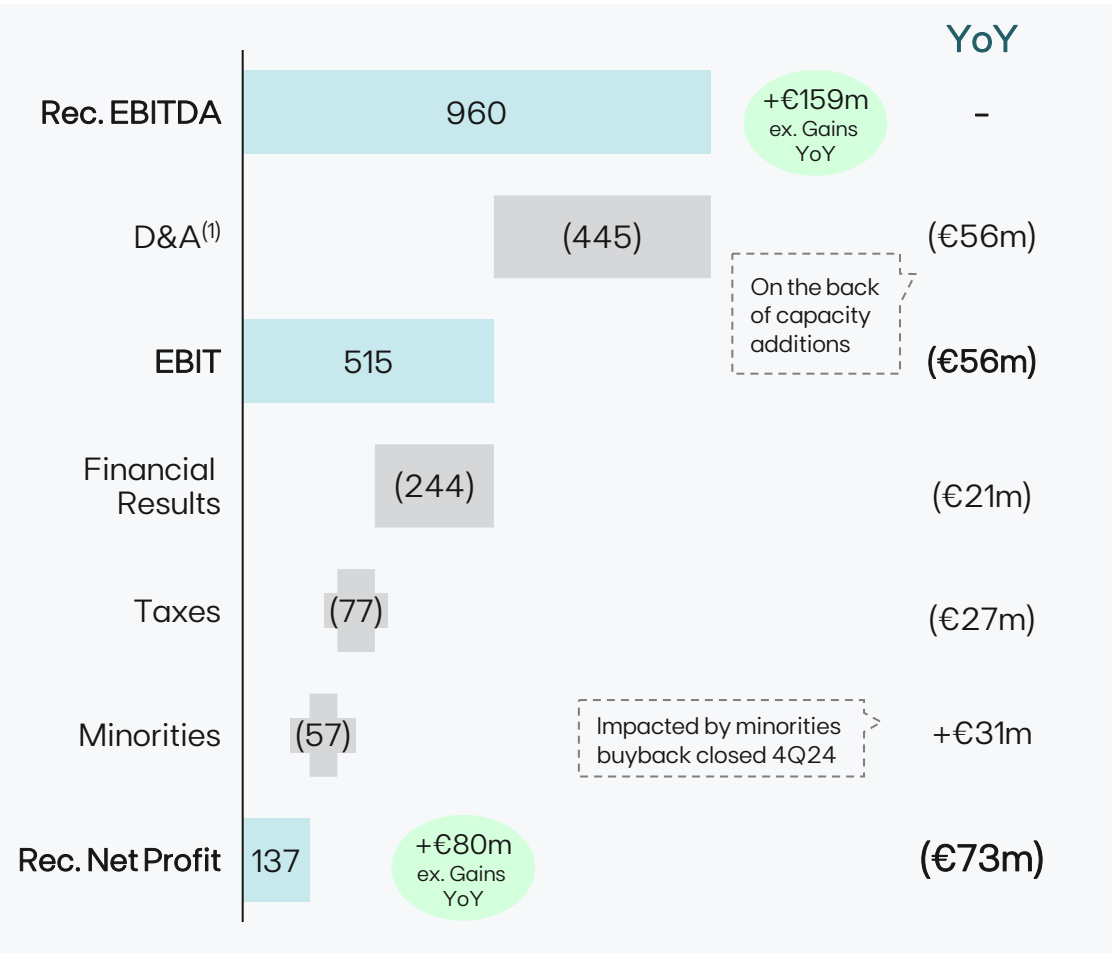 YoY
Rec. EBITDA
960
+€159m
ex. Gains
YoY
-
D&A(1)
(445)
(€56m)
On the back
of capacity
additions
EBIT
515
(€56m)
Financial
Results
(244)
(€21m)
Taxes
(77)
(€27m)
Minorities
(57)
Impacted by minorities
buyback closed 4Q24
+€31m
Rec. Net Profit
137
+€80m
ex. Gains
YoY
(€73m)